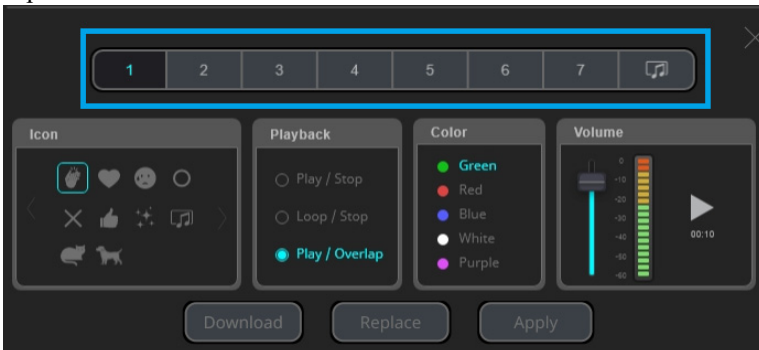 1 2 3 4 5 6 7
Icon
Playback
Play / Stop
Loop / Stop
Play / Overlap
Color
Green
Red
Blue
White
Purple
Volume
0
-10
-20
-30
-40
-50
-60
00:10
Download Replace Apply